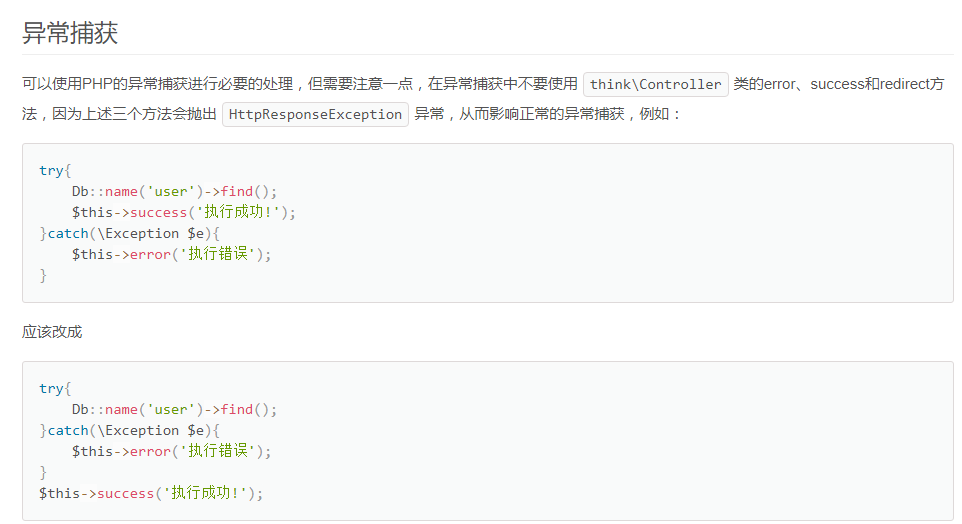 异常捕获
可以使用PHP的异常捕获进行必要的处理，但需要注意一点，在异常捕获中不要使用 think\Controller 类的error、success和redirect方
法，因为上述三个方法会抛出 HttpResponseException 异常，从而影响正常的异常捕获，例如：
try{
    Db::name('user')->find();
    $this->success('执行成功!');
}catch(\Exception $e){
    $this->error('执行错误');
}
应该改成
try{
    Db::name('user')->find();
}catch(\Exception $e){
    $this->error('执行错误');
}
$this->success('执行成功!');